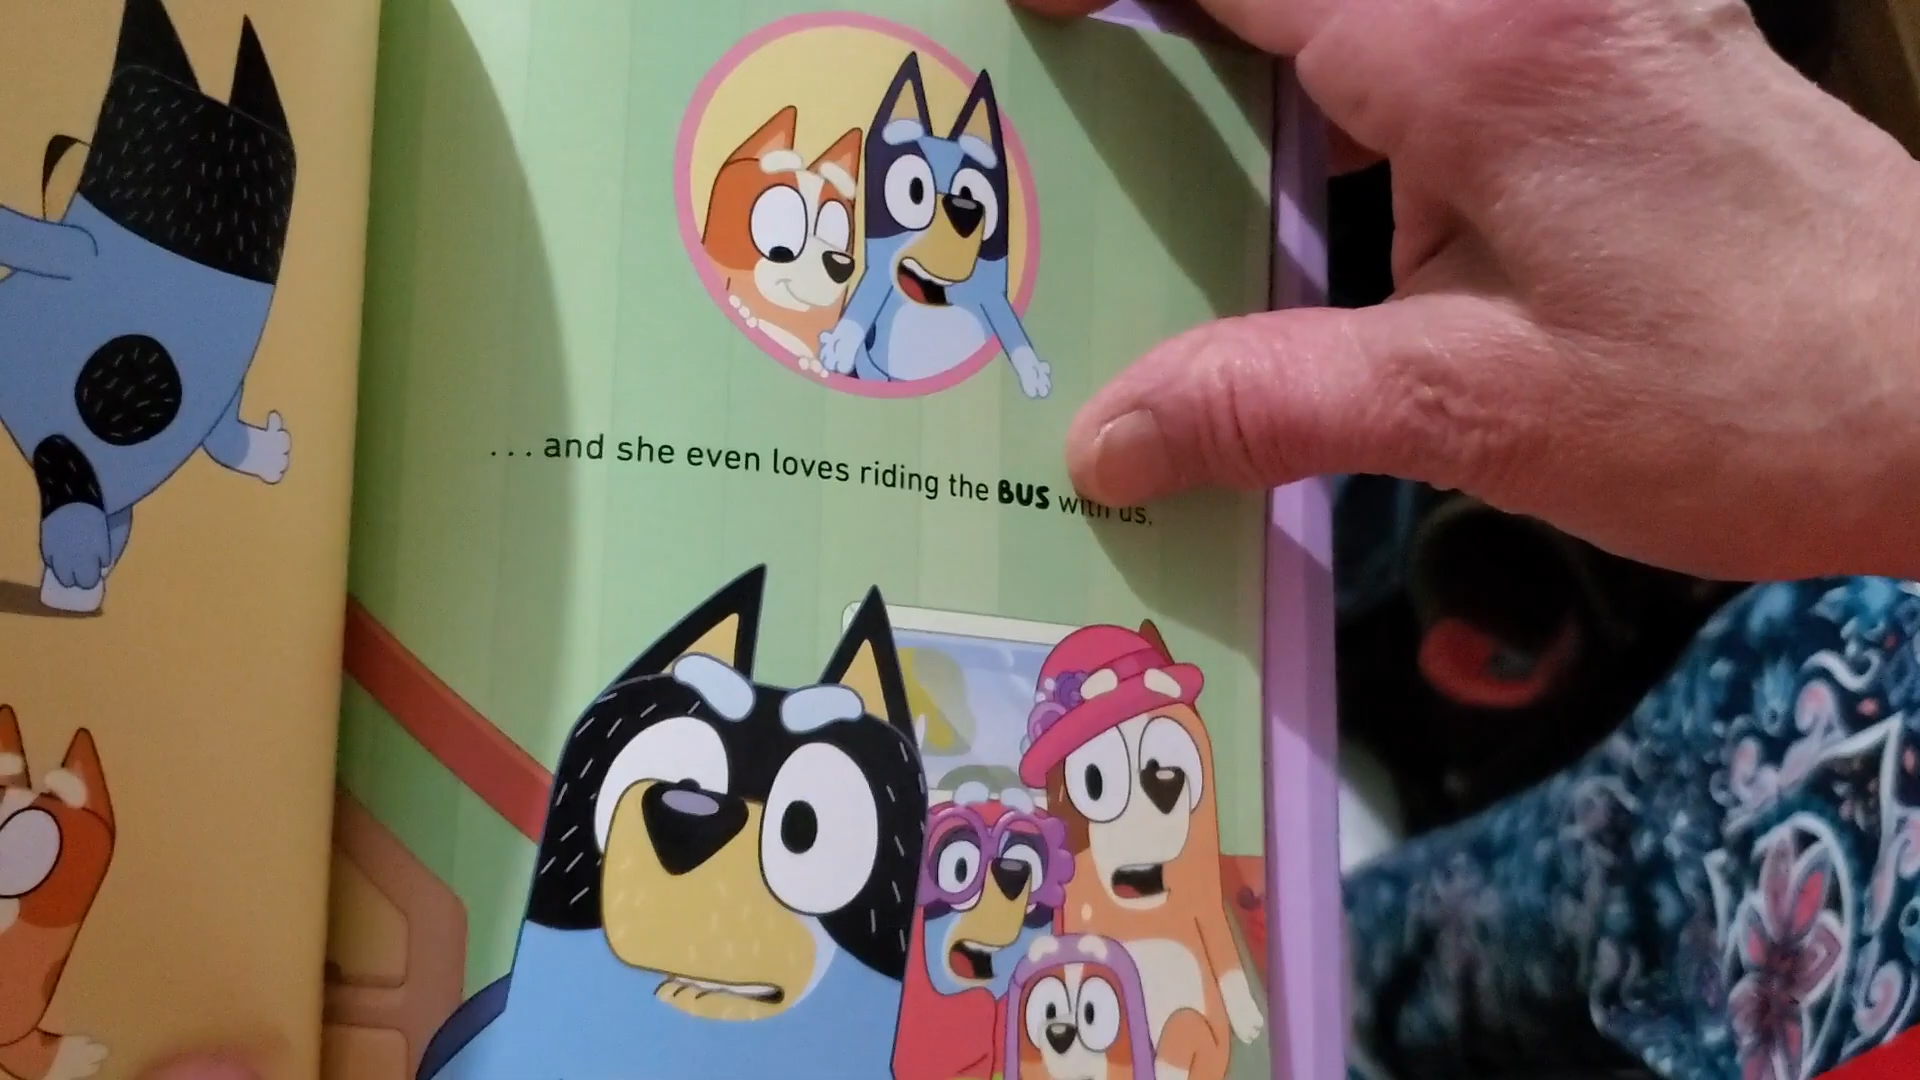 ... and she even loves riding the BUS with us.